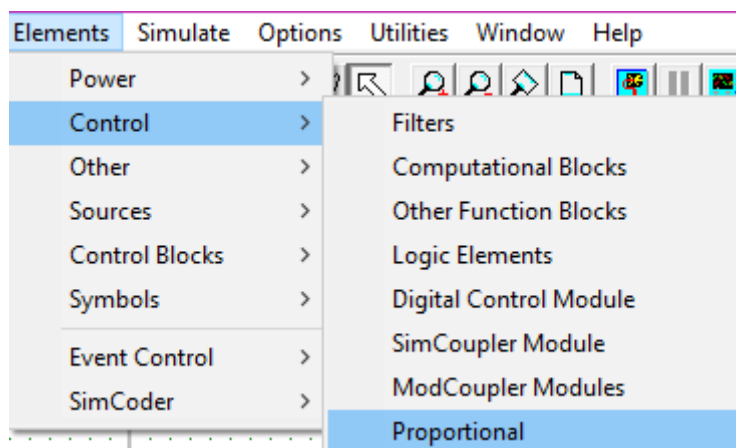 Elements Simulate Options Utilities Window Help
Power
Control
Other
Sources
Control Blocks
Symbols
Event Control
SimCoder
Filters
Computational Blocks
Other Function Blocks
Logic Elements
Digital Control Module
SimCoupler Module
ModCoupler Modules
Proportional